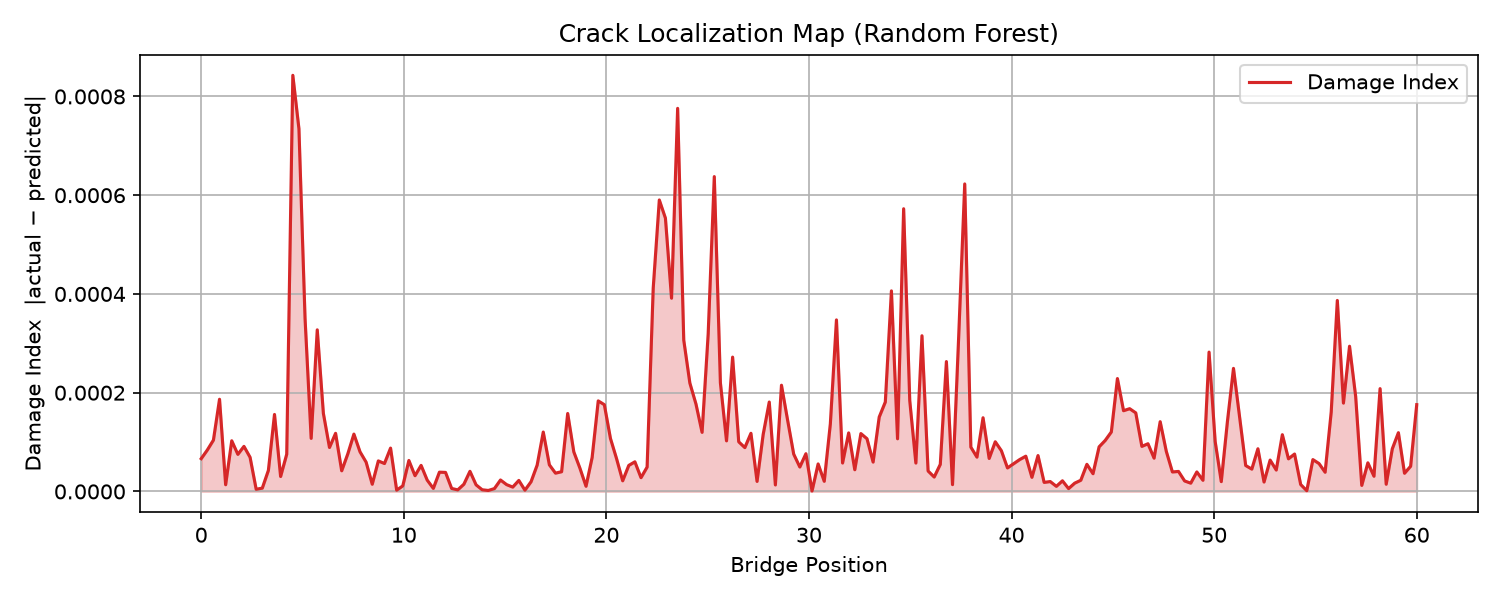 Crack Localization Map (Random Forest)
Damage Index
Damage Index |actual − predicted|
0.0008
0.0006
0.0004
0.0002
0.0000
0 10 20 30 40 50 60
Bridge Position